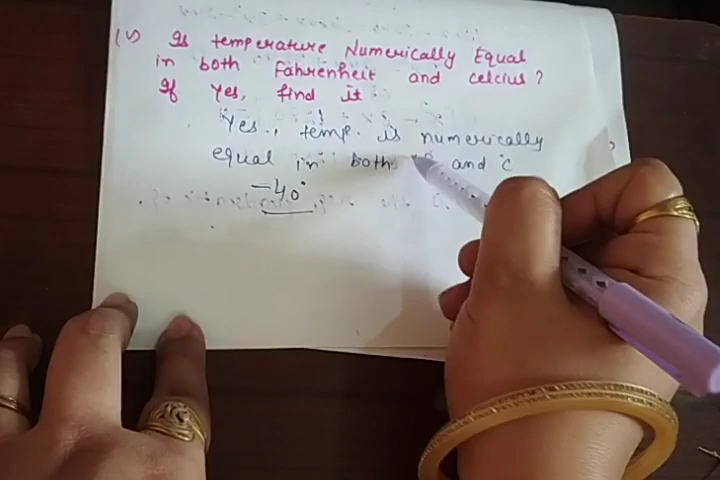 (v) Is temperature Numerically Equal
in both Fahrenheit and celcius?
If Yes, find it
Yes., temp. is numerically
equal in both and °C
-40°